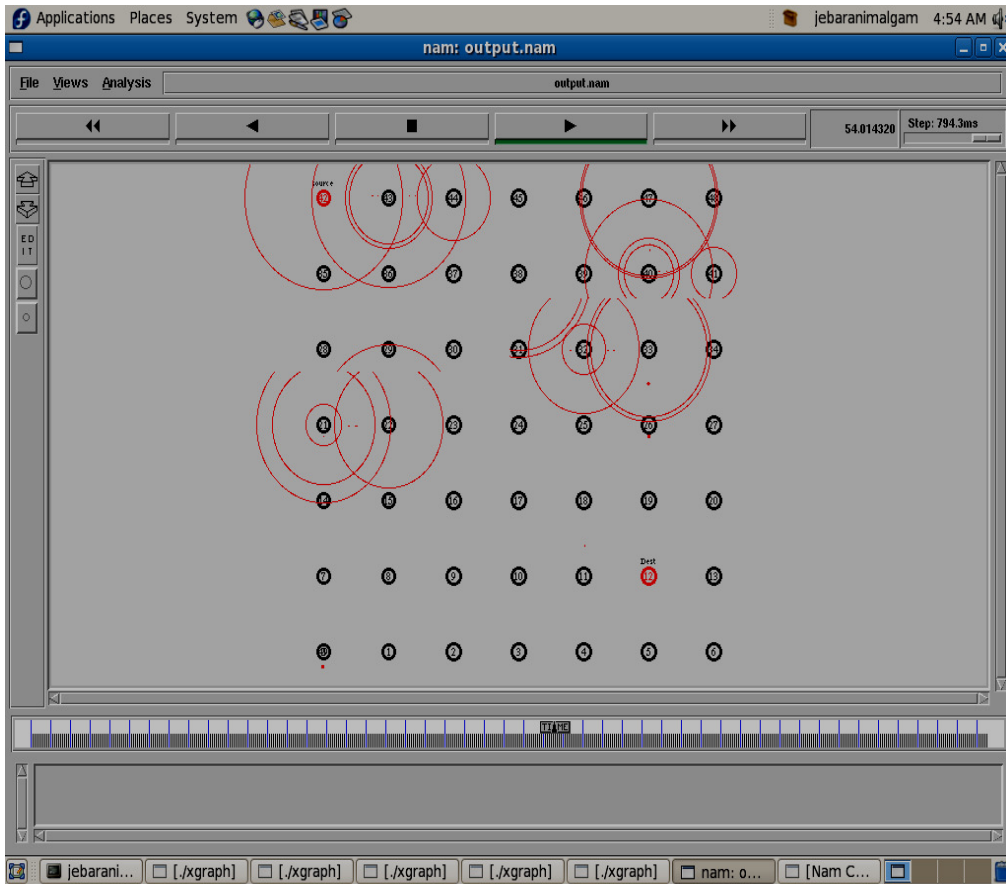 Applications Places System jebaranimalgam 4:54 AM
nam: output.nam
File Views Analysis output.nam
54.014320 Step: 794.3ms
ED
IT
source
42 43 44 45 46 47 48
35 36 37 38 39 40 41
28 29 30 31 32 33 34
21 22 23 24 25 26 27
14 15 16 17 18 19 20
Dest
7 8 9 10 11 12 13
1 2 3 4 5 6
TIME
jebarani... [./xgraph] [./xgraph] [./xgraph] [./xgraph] [./xgraph] nam: o... [Nam C...